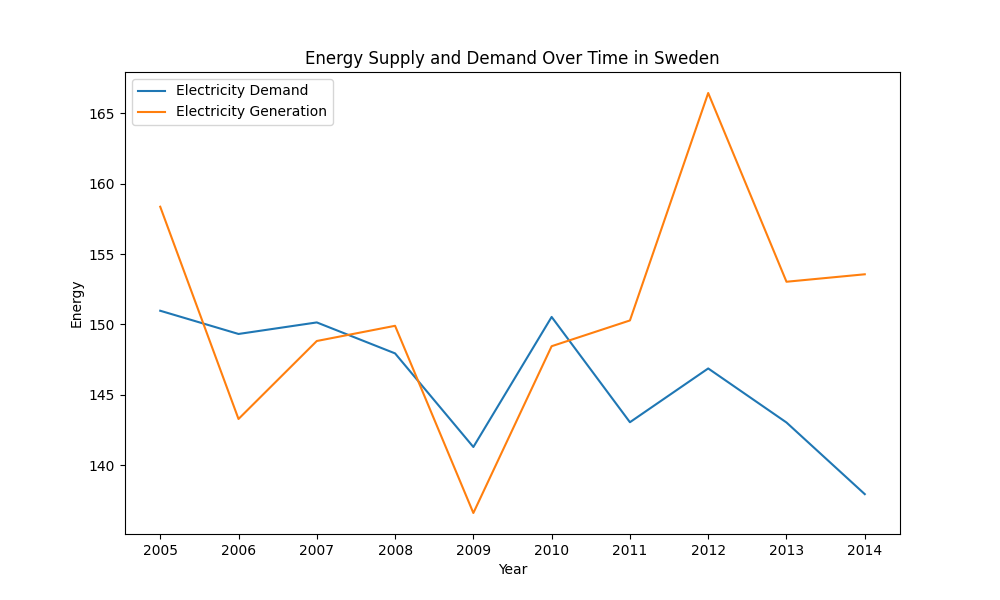 Energy Supply and Demand Over Time in Sweden
Electricity Demand
Electricity Generation
165
160
155
150
145
140
Energy
2005 2006 2007 2008 2009 2010 2011 2012 2013 2014
Year